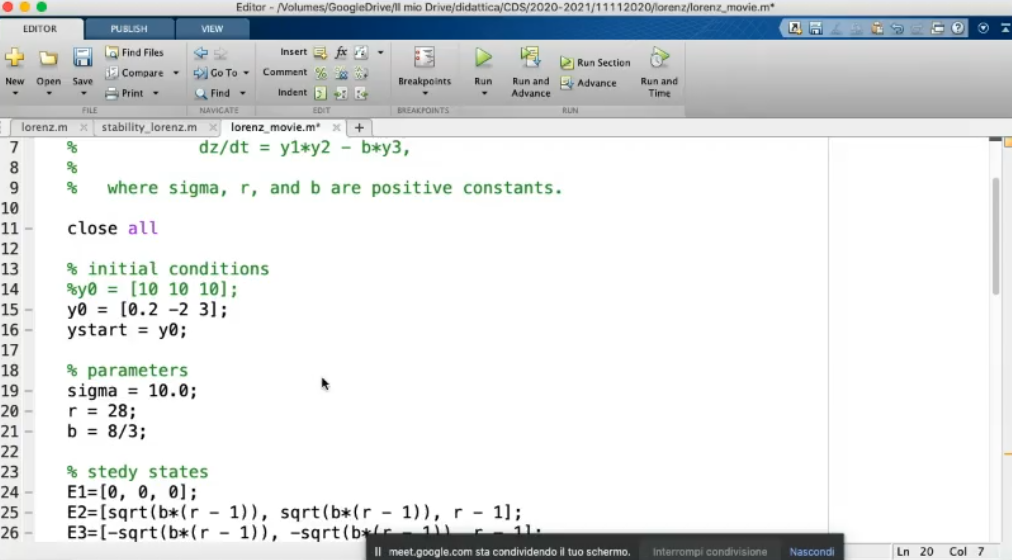 Editor - /Volumes/GoogleDrive/Il mio Drive/didattica/CDS/2020-2021/11112020/lorenz/lorenz_movie.m*
EDITOR PUBLISH VIEW
New Open Save Find Files Compare Print
FILE
Go To Find
NAVIGATE
Insert fx Comment % Indent
EDIT
Breakpoints
BREAKPOINTS
Run Run and Advance Run Section Advance Run and Time
RUN
lorenz.m stability_lorenz.m lorenz_movie.m* +
7 % dz/dt = y1*y2 - b*y3,
8 %
9 % where sigma, r, and b are positive constants.
10
11 close all
12
13 % initial conditions
14 %y0 = [10 10 10];
15 y0 = [0.2 -2 3];
16 ystart = y0;
17
18 % parameters
19 sigma = 10.0;
20 r = 28;
21 b = 8/3;
22
23 % stedy states
24 E1=[0, 0, 0];
25 E2=[sqrt(b*(r - 1)), sqrt(b*(r - 1)), r - 1];
26 E3=[-sqrt(b*(r - 1)), -sqrt(b*(r - 1)), r - 1];
meet.google.com sta condividendo il tuo schermo. Interrompi condivisione Nascondi
Ln 20 Col 7